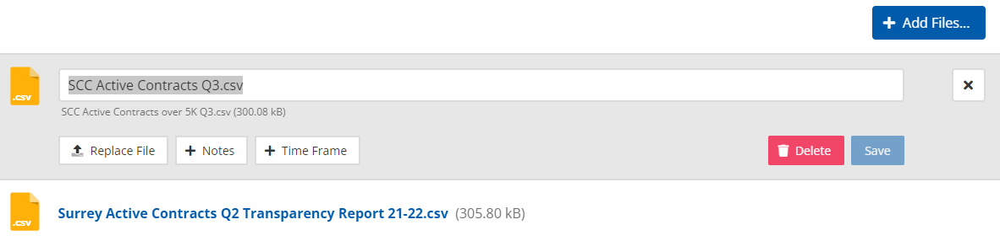 Add Files...
.csv
SCC Active Contracts Q3.csv
SCC Active Contracts over 5K Q3.csv (300.08 kB)
Replace File
Notes
Time Frame
Delete
Save
.csv
Surrey Active Contracts Q2 Transparency Report 21-22.csv (305.80 kB)